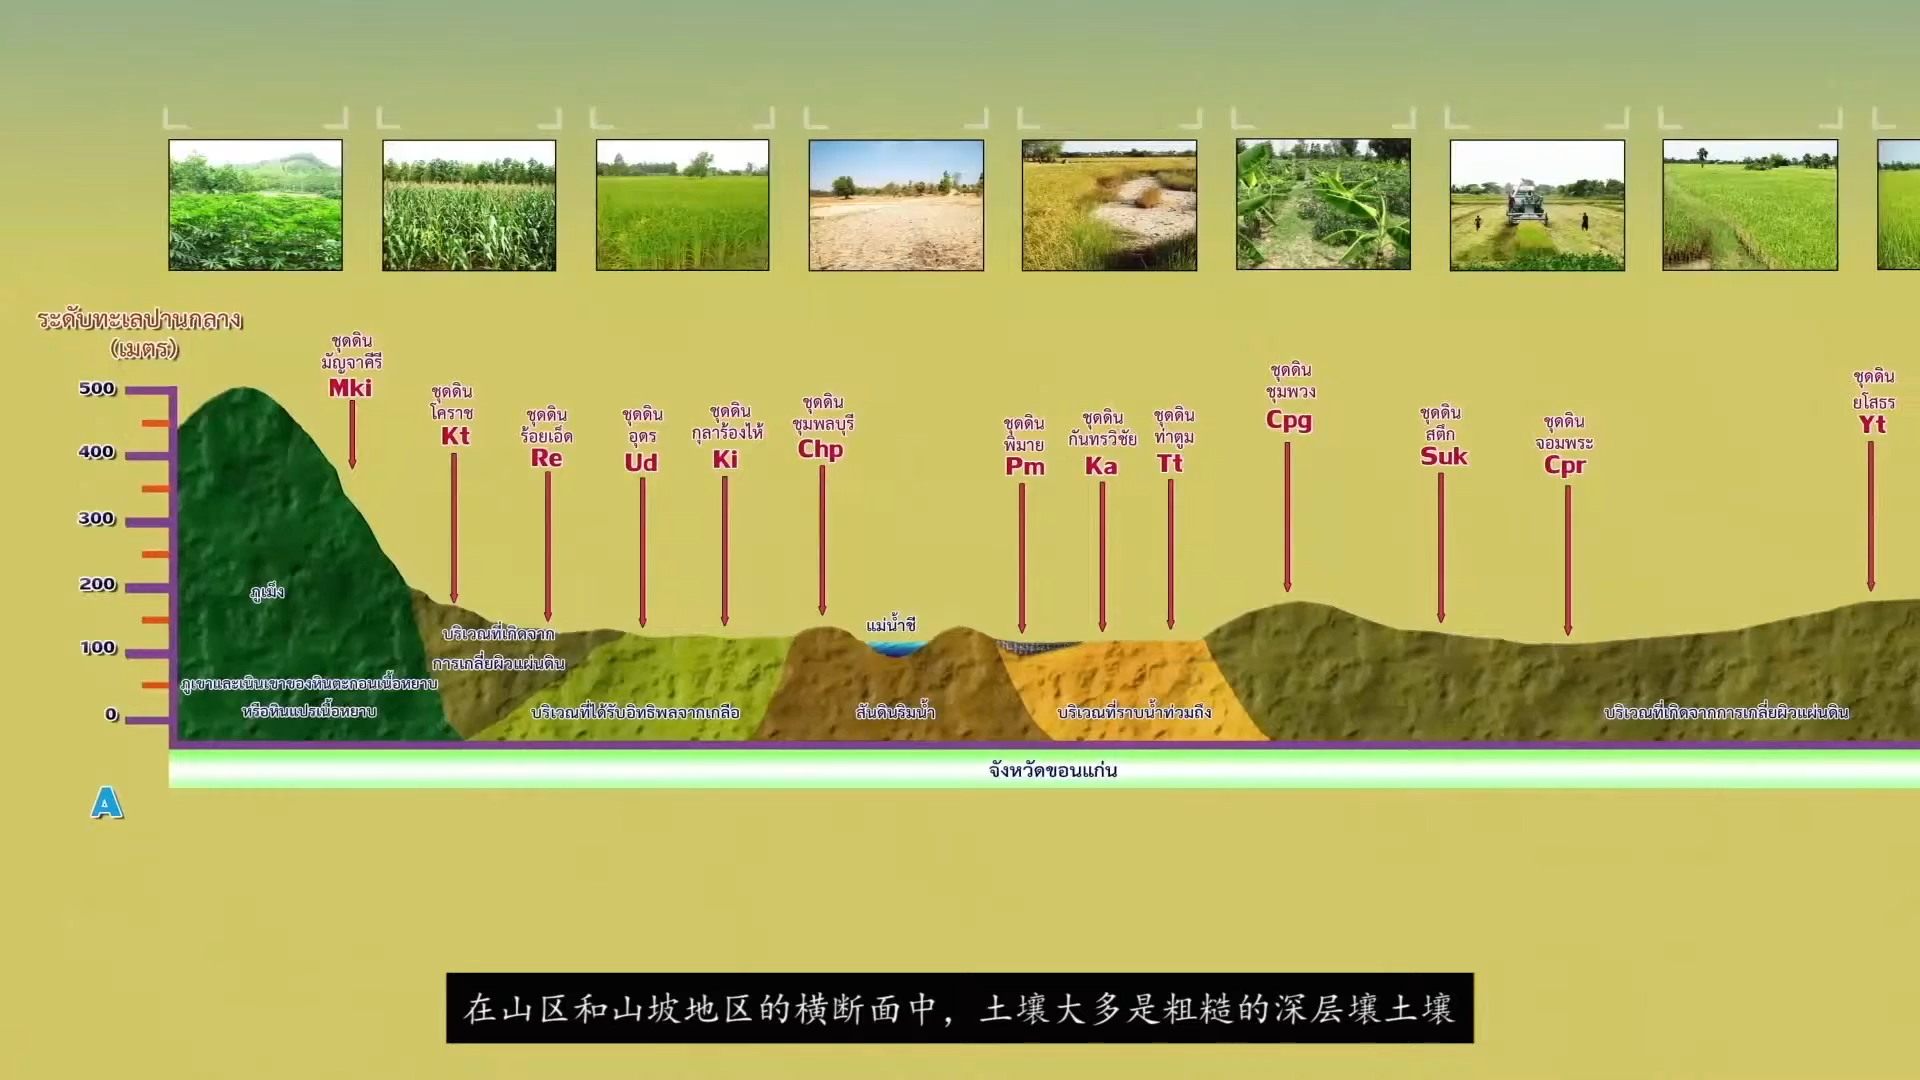 ระดับทะเลปานกลาง
(เมตร)
500
400
300
200
100
0
ชุดดิน
มัญจาคีรี
Mki
ชุดดิน
โคราช
Kt
ชุดดิน
ร้อยเอ็ด
Re
ชุดดิน
อุดร
Ud
ชุดดิน
กุลาร้องไห้
Ki
ชุดดิน
ชุมพลบุรี
Chp
ชุดดิน
พิมาย
Pm
ชุดดิน
กันทรวิชัย
Ka
ชุดดิน
ท่าตูม
Tt
ชุดดิน
ชุมพวง
Cpg
ชุดดิน
สตึก
Suk
ชุดดิน
จอมพระ
Cpr
ชุดดิน
ยโสธร
Yt
ภูเม็ง
แม่น้ำชี
บริเวณที่เกิดจาก
การเกลี่ยผิวแผ่นดิน
ภูเขาและเนินเขาของหินตะกอนเนื้อหยาบ
หรือหินแปรเนื้อหยาบ
บริเวณที่ได้รับอิทธิพลจากเกลือ
สันดินริมน้ำ
บริเวณที่ราบน้ำท่วมถึง
บริเวณที่เกิดจากการเกลี่ยผิวแผ่นดิน
จังหวัดขอนแก่น
A
在山区和山坡地区的横断面中，土壤大多是粗糙的深层壤土壤